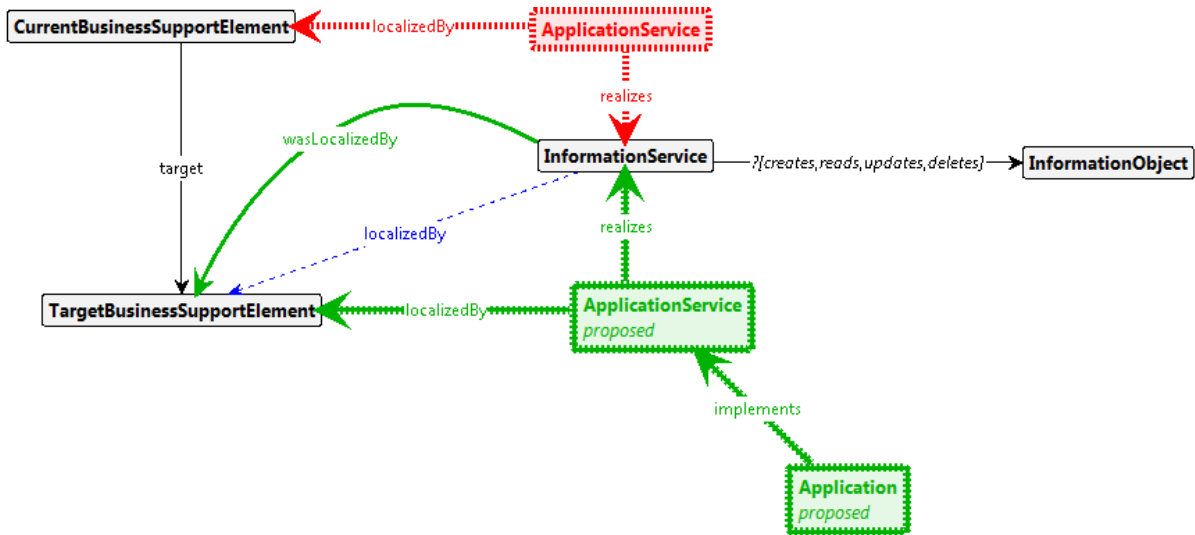 CurrentBusinessSupportElement
localizedBy
ApplicationService
realizes
wasLocalizedBy
InformationService
?[creates,reads,updates,deletes]
InformationObject
target
realizes
localizedBy
TargetBusinessSupportElement
localizedBy
ApplicationService
proposed
implements
Application
proposed